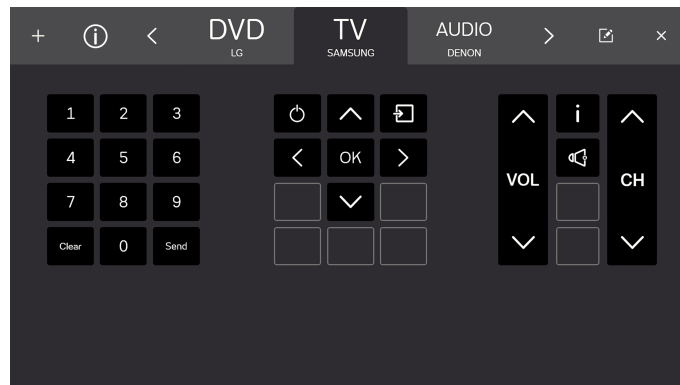 DVD
LG
TV
SAMSUNG
AUDIO
DENON
1 2 3
4 5 6
7 8 9
Clear 0 Send
OK
VOL
i
CH